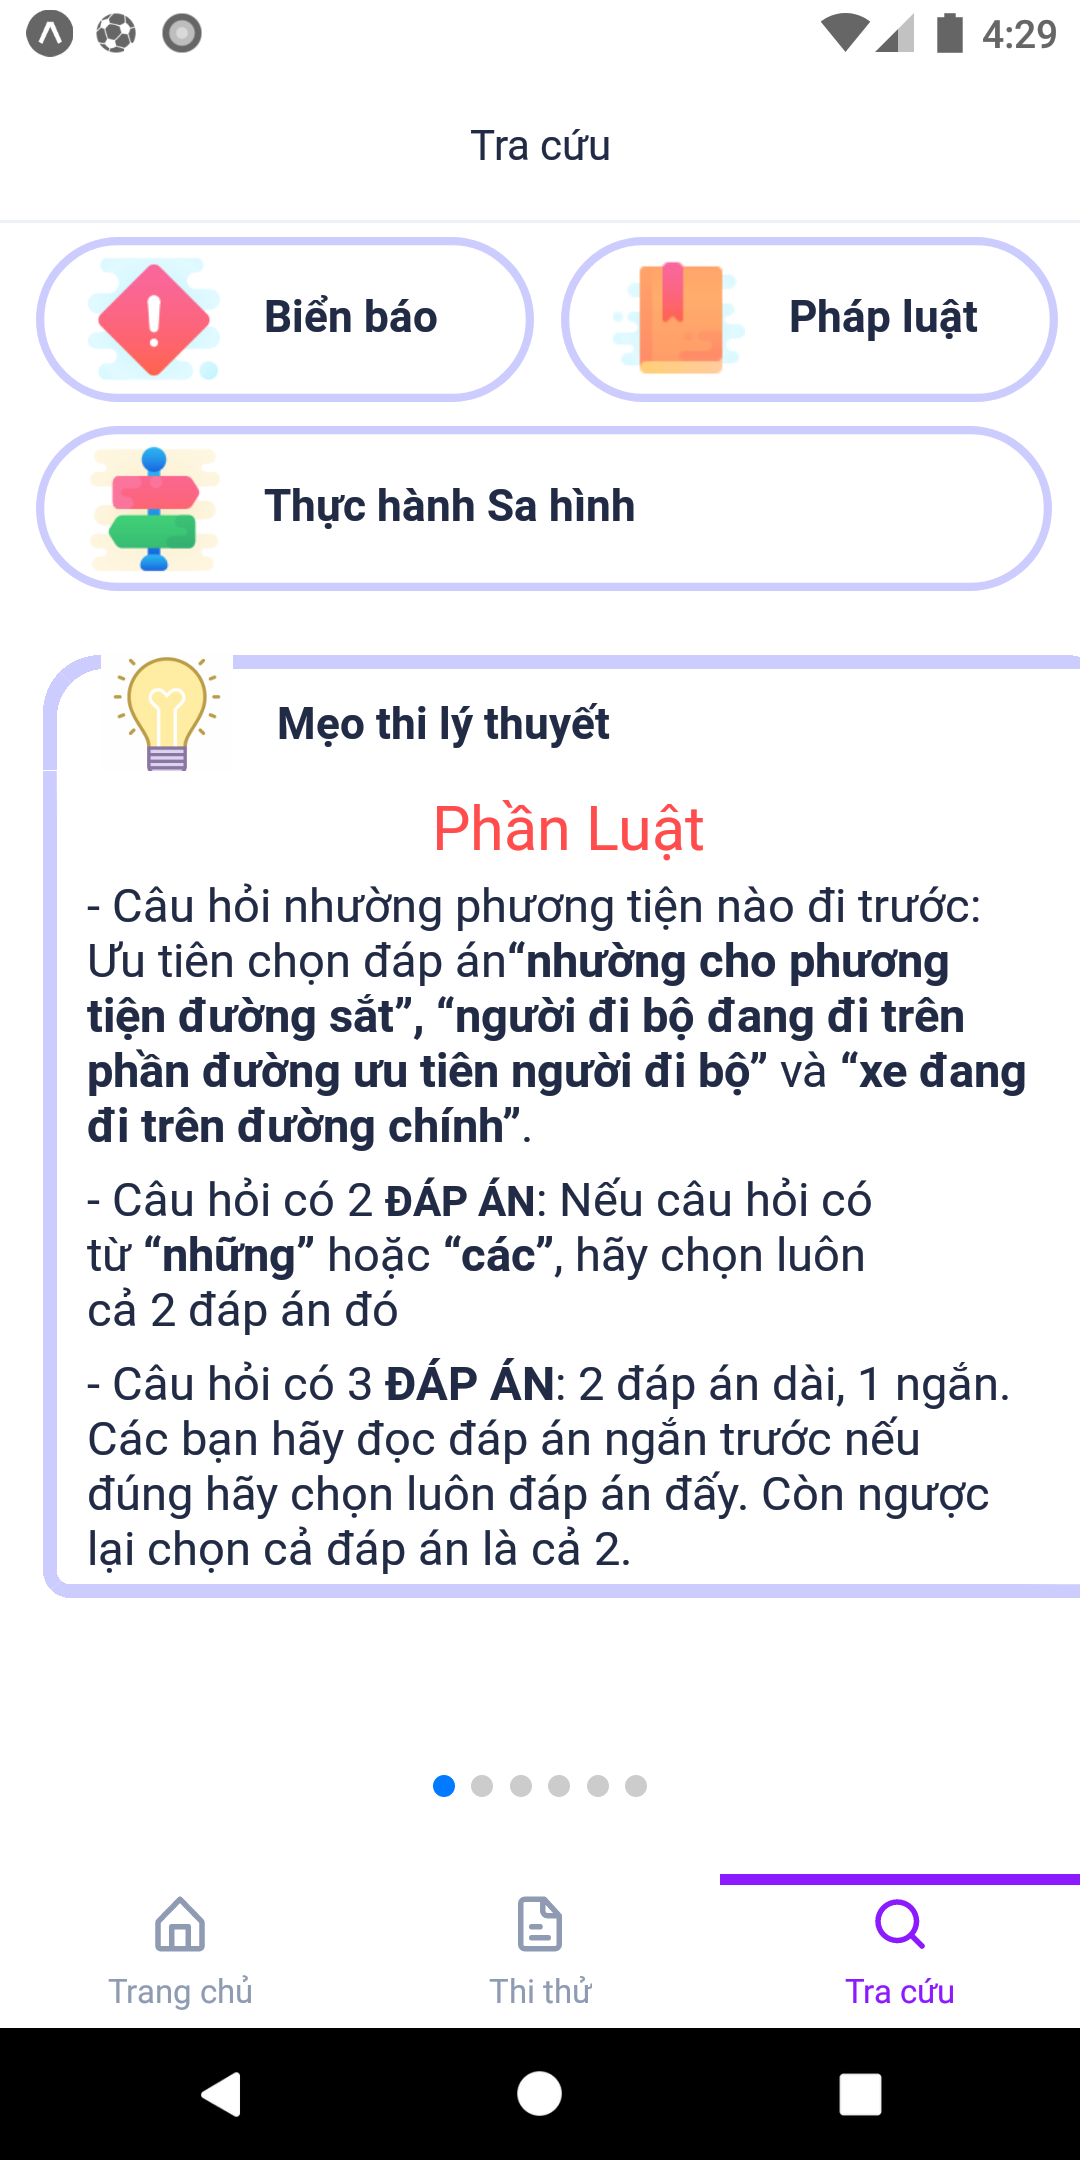 4:29
Tra cứu
Biển báo
Pháp luật
Thực hành Sa hình
Mẹo thi lý thuyết
Phần Luật
- Câu hỏi nhường phương tiện nào đi trước:
Ưu tiên chọn đáp án“nhường cho phương
tiện đường sắt”, “người đi bộ đang đi trên
phần đường ưu tiên người đi bộ” và “xe đang
đi trên đường chính”.
- Câu hỏi có 2 ĐÁP ÁN: Nếu câu hỏi có
từ “những” hoặc “các”, hãy chọn luôn
cả 2 đáp án đó
- Câu hỏi có 3 ĐÁP ÁN: 2 đáp án dài, 1 ngắn.
Các bạn hãy đọc đáp án ngắn trước nếu
đúng hãy chọn luôn đáp án đấy. Còn ngược
lại chọn cả đáp án là cả 2.
Trang chủ
Thi thử
Tra cứu